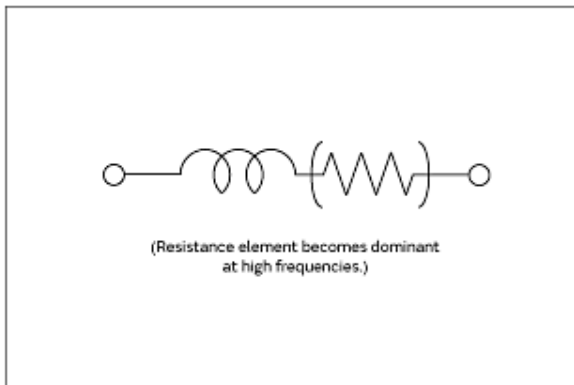 (Resistance element becomes dominant
at high frequencies.)